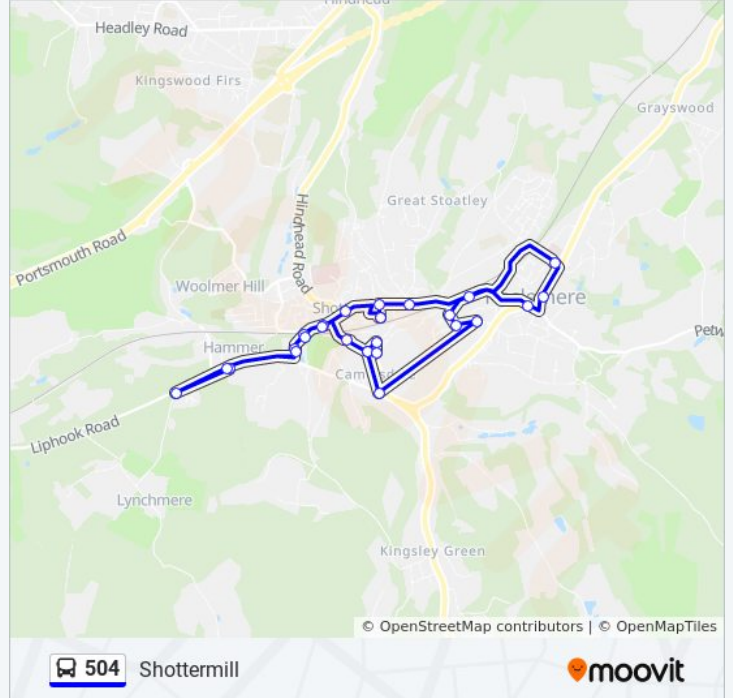 Hindhead
Headley Road
Kingswood Firs
Grayswood
Great Stoatley
Hindhead Road
Portsmouth Road
Woolmer Hill
Hammer
Liphook Road
Lynchmere
Kingsley Green
© OpenStreetMap contributors | © OpenMapTiles
504 Shottermill
moovit